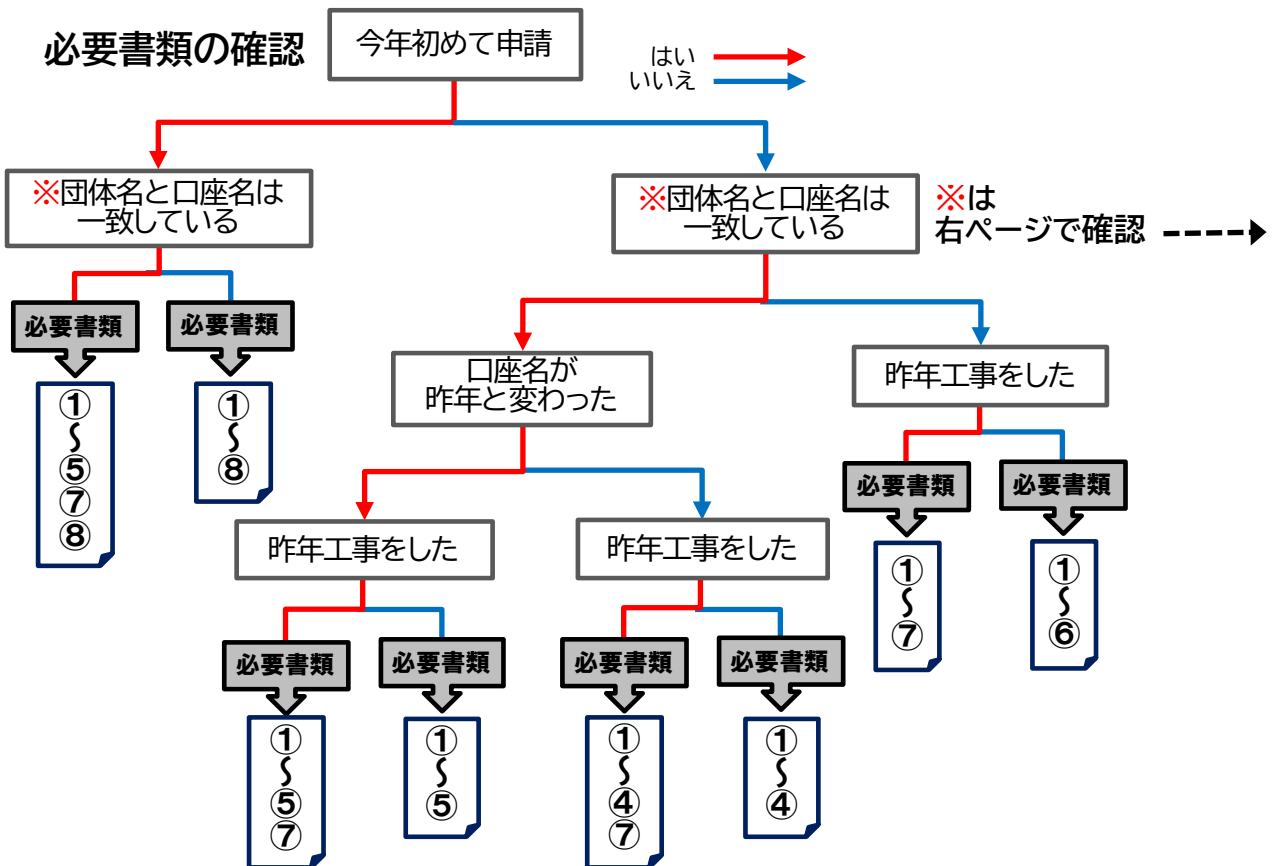 必要書類の確認
今年初めて申請
はい
いいえ
※団体名と口座名は
一致している
※団体名と口座名は
一致している
※は
右ページで確認
必要書類
必要書類
①
〜
⑤
⑦
⑧
①
〜
⑧
口座名が
昨年と変わった
昨年工事をした
必要書類
必要書類
①
〜
⑦
①
〜
⑥
昨年工事をした
昨年工事をした
必要書類
必要書類
必要書類
必要書類
①
〜
⑤
⑦
①
〜
⑤
①
〜
④
⑦
①
〜
④